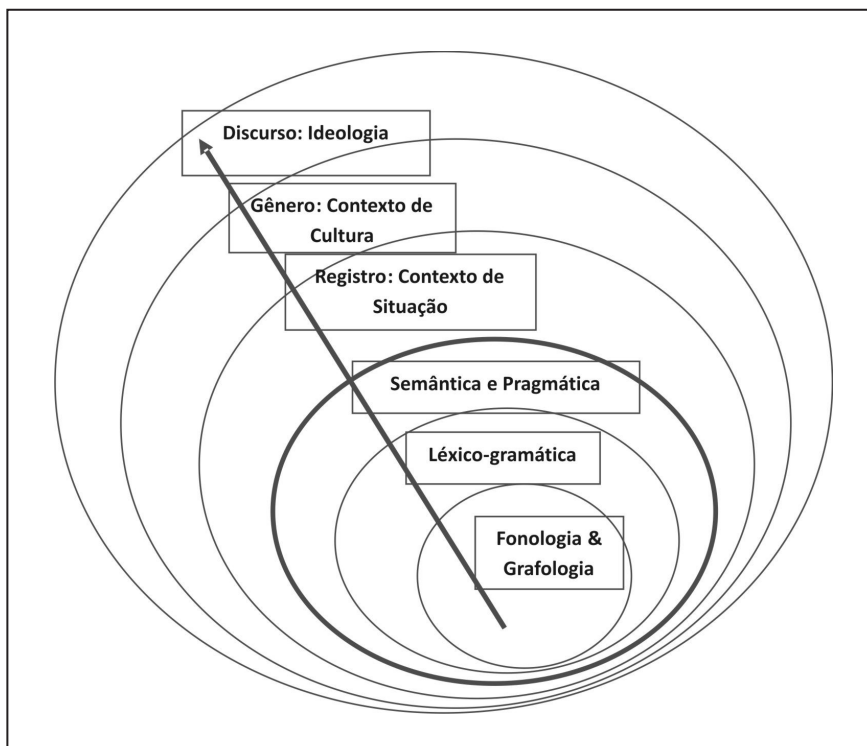 Discurso: Ideologia
Gênero: Contexto de
Cultura
Registro: Contexto de
Situação
Semântica e Pragmática
Léxico-gramática
Fonologia &
Grafologia